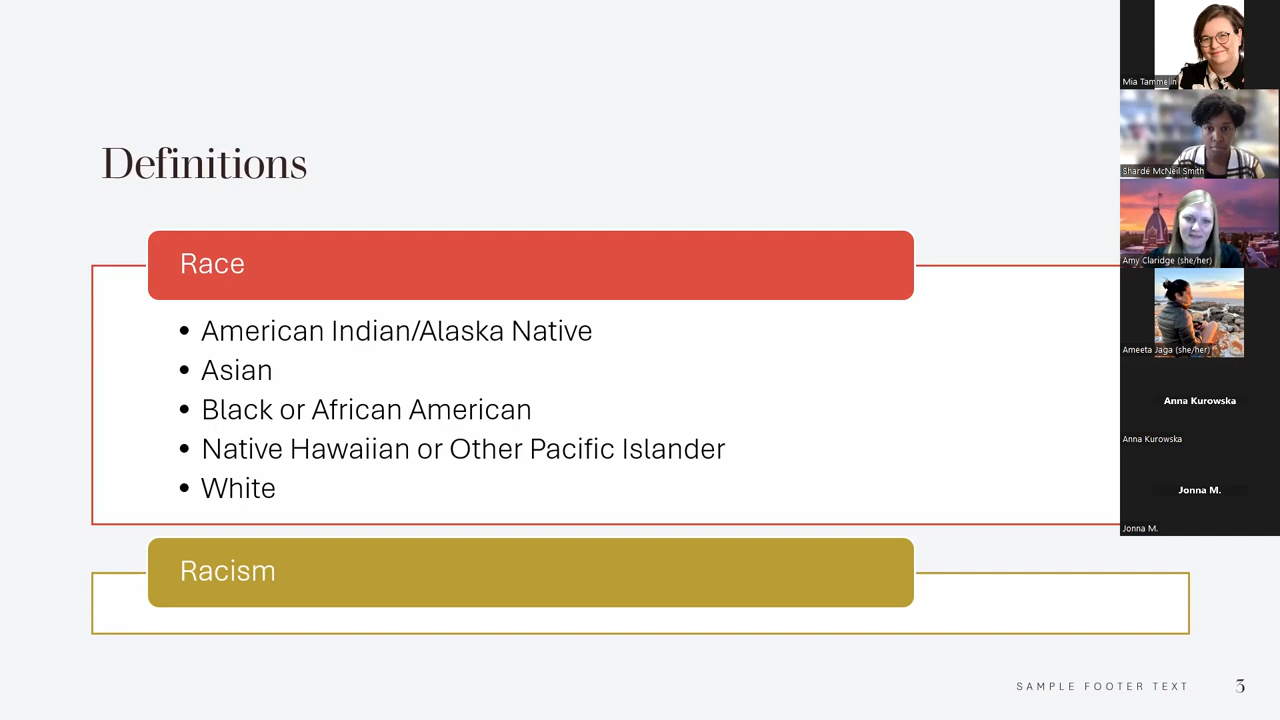 Definitions
Race
• American Indian/Alaska Native
• Asian
• Black or African American
• Native Hawaiian or Other Pacific Islander
• White
Racism
SAMPLE FOOTER TEXT
3
Mia Tammelin
Shardé McNeil Smith
Amy Claridge (she/her)
Ameeta Jaga (she/her)
Anna Kurowska
Anna Kurowska
Jonna M.
Jonna M.